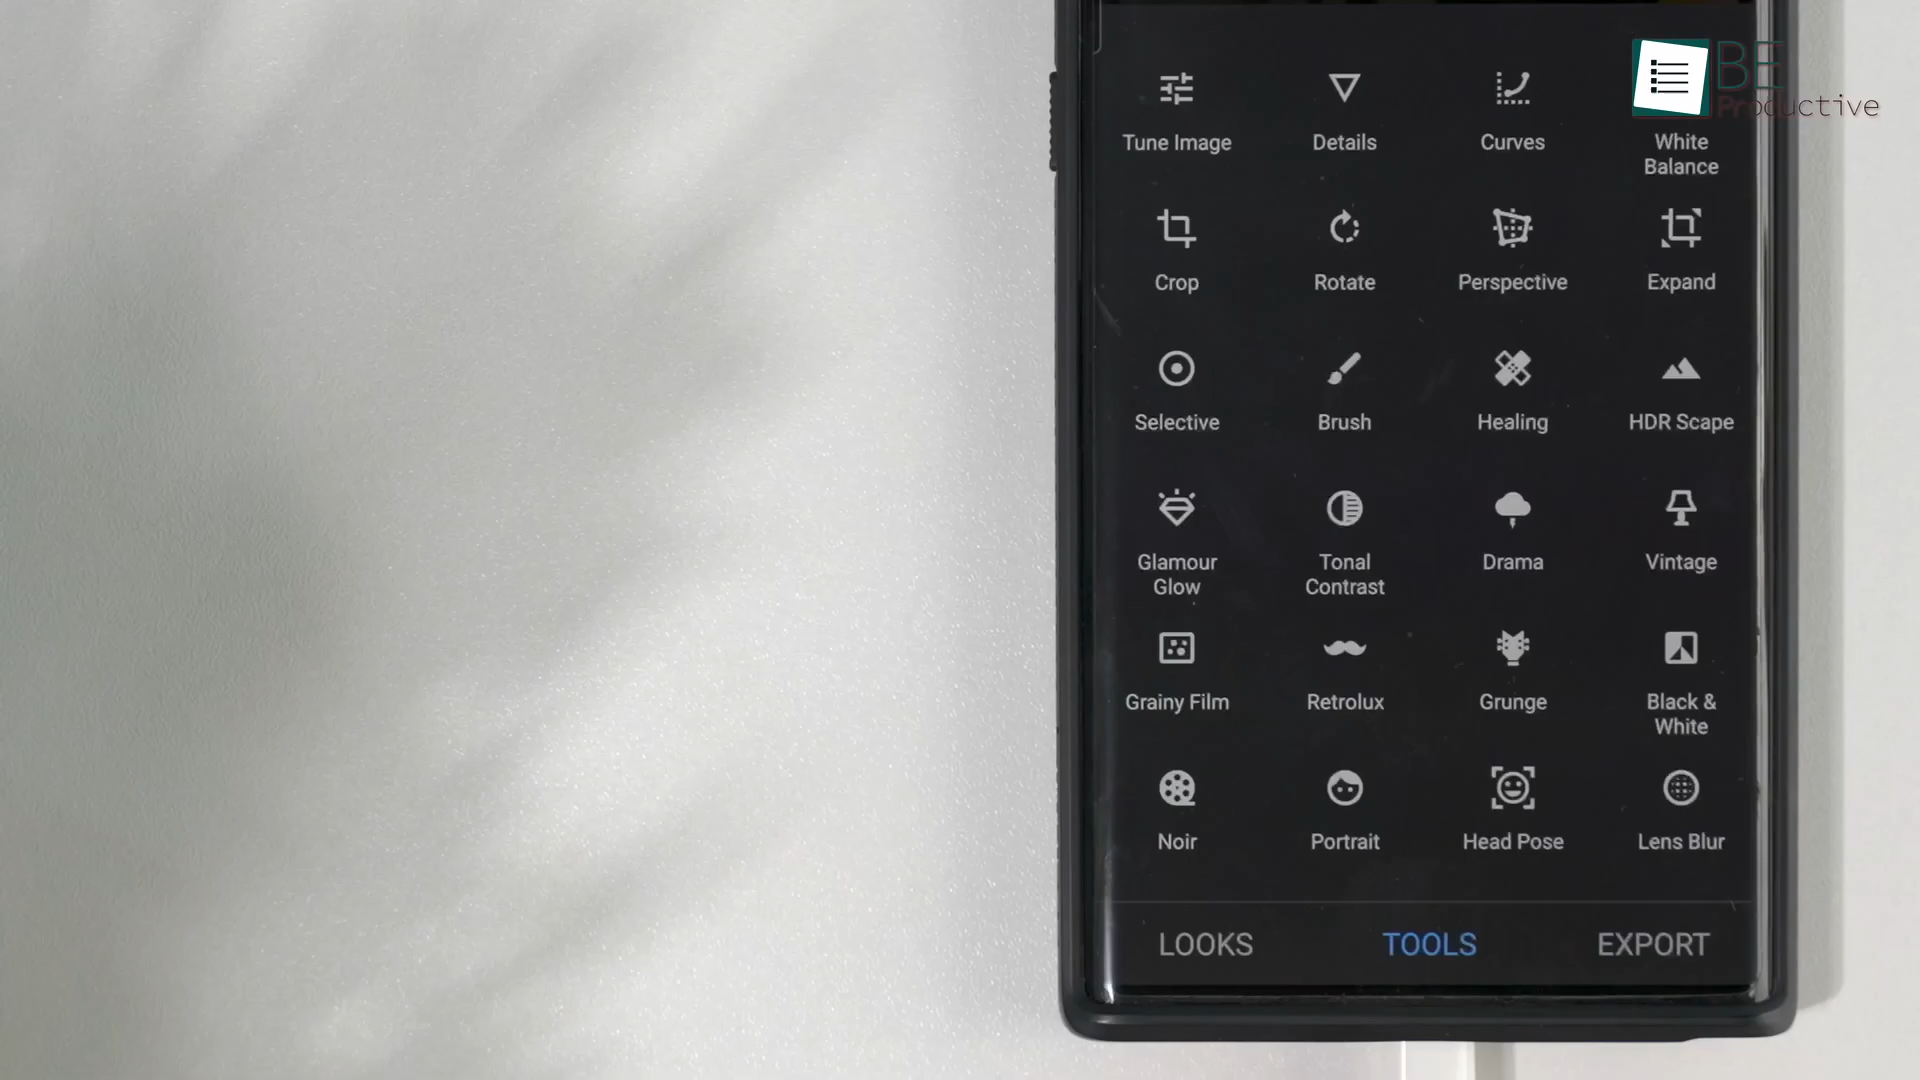 BE
Productive
Tune Image
Details
Curves
White
Balance
Crop
Rotate
Perspective
Expand
Selective
Brush
Healing
HDR Scape
Glamour
Glow
Tonal
Contrast
Drama
Vintage
Grainy Film
Retrolux
Grunge
Black &
White
Noir
Portrait
Head Pose
Lens Blur
LOOKS
TOOLS
EXPORT